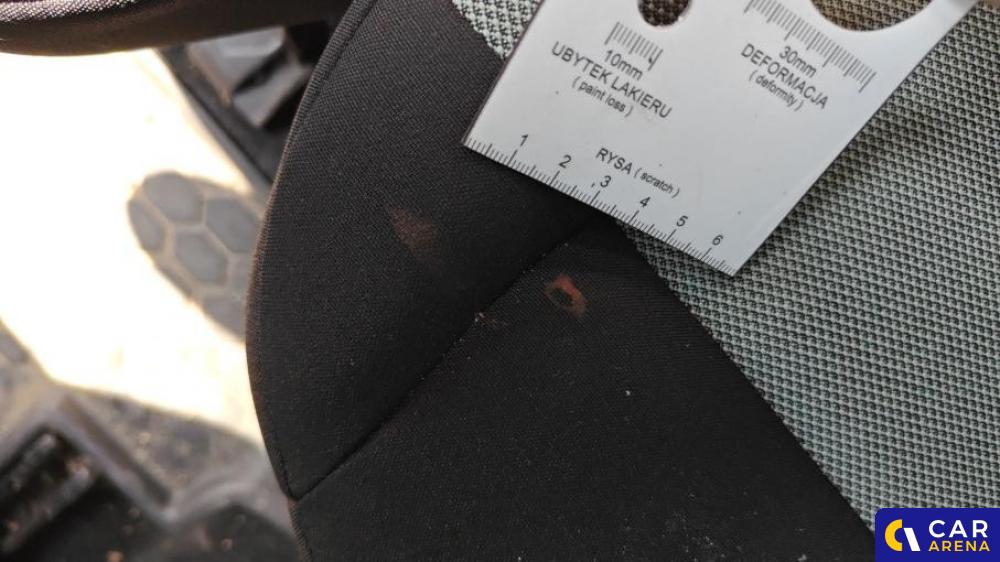 10mm
UBYTEK LAKIERU
( paint loss )
30mm
DEFORMACJA
( deformity )
RYSA ( scratch )
1 2 3 4 5 6
CAR
ARENA